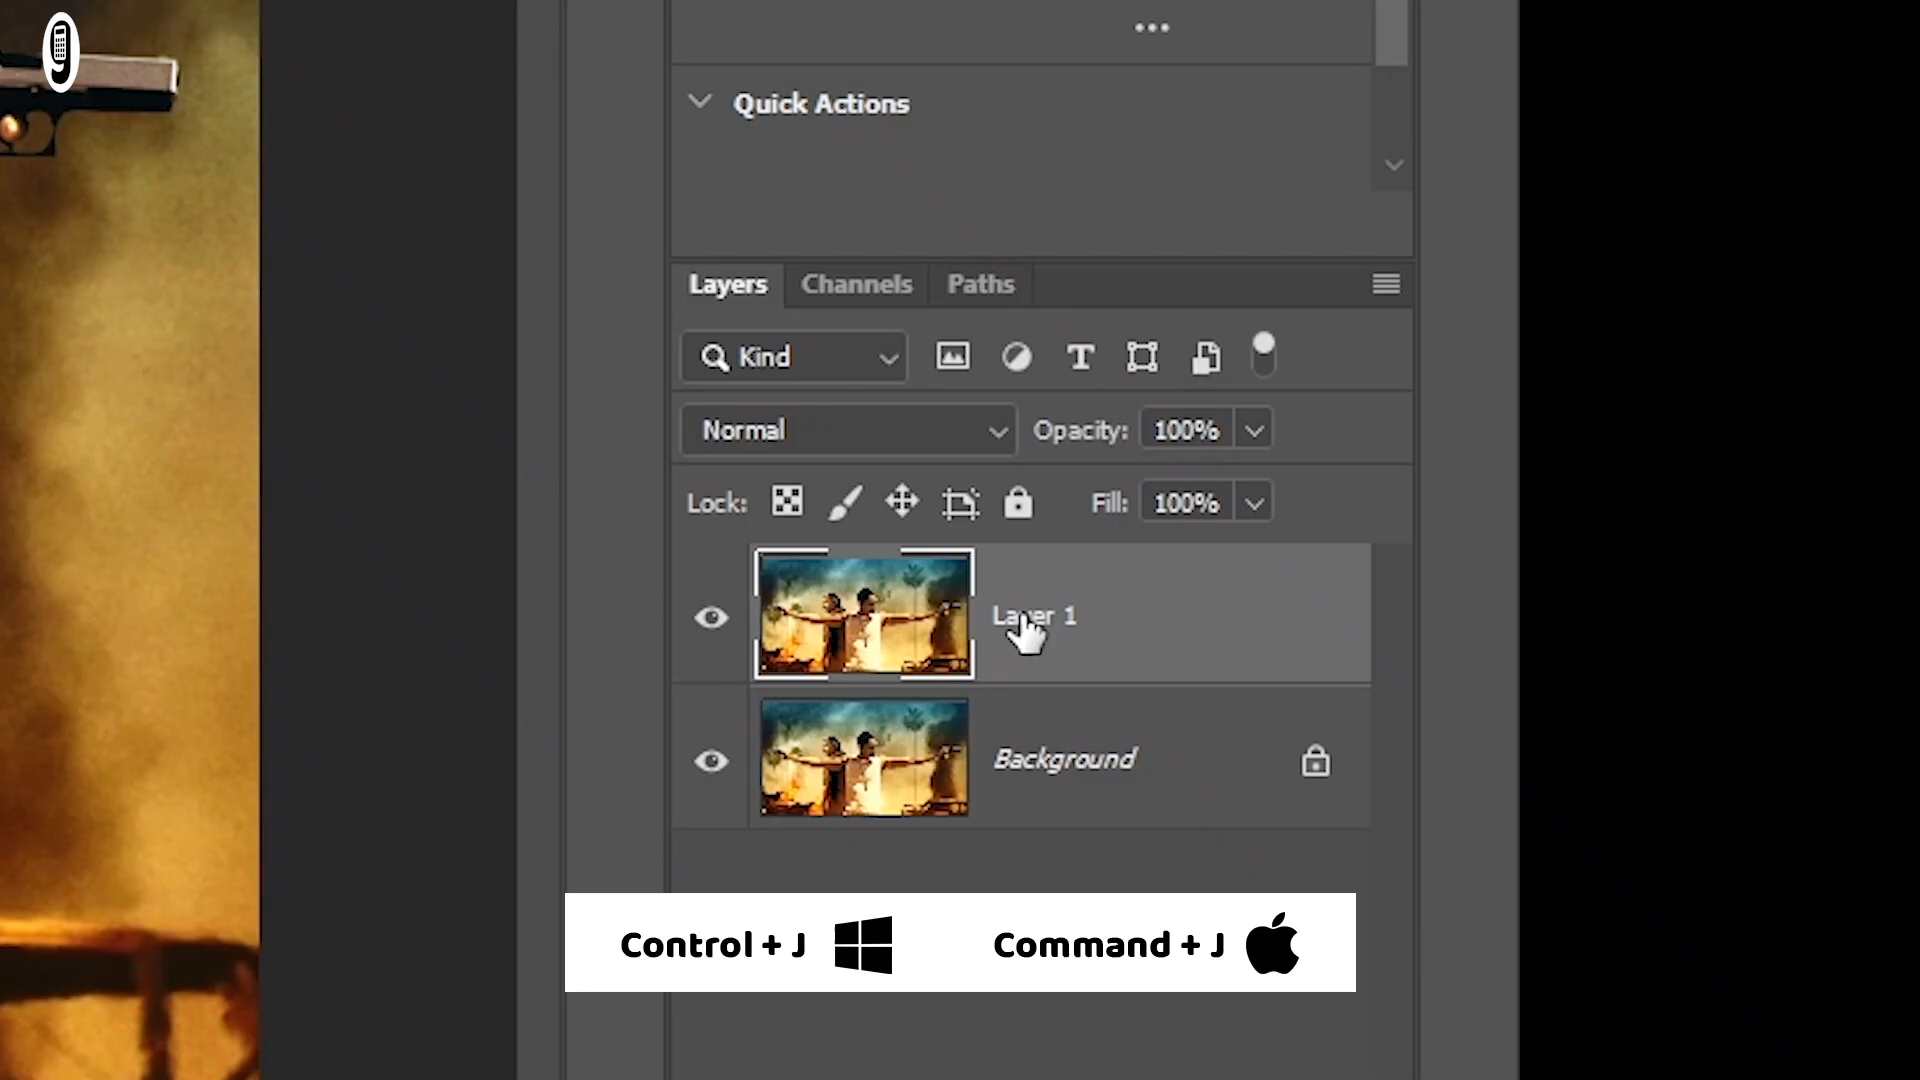 Quick Actions
Layers Channels Paths
Kind
Normal Opacity: 100%
Lock: Fill: 100%
Layer 1
Background
Control + J Command + J